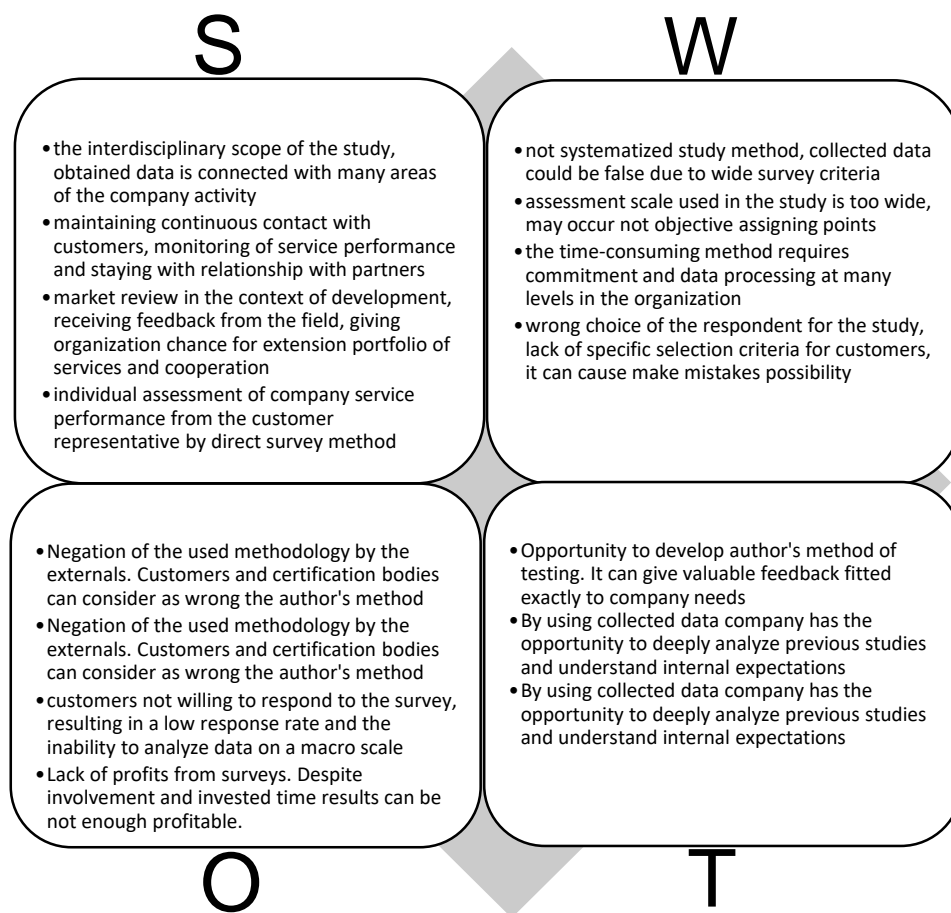 S
W
•the interdisciplinary scope of the study,
obtained data is connected with many areas
of the company activity
•maintaining continuous contact with
customers, monitoring of service performance
and staying with relationship with partners
•market review in the context of development,
receiving feedback from the field, giving
organization chance for extension portfolio of
services and cooperation
•individual assessment of company service
performance from the customer
representative by direct survey method
•not systematized study method, collected data
could be false due to wide survey criteria
•assessment scale used in the study is too wide,
may occur not objective assigning points
•the time-consuming method requires
commitment and data processing at many
levels in the organization
•wrong choice of the respondent for the study,
lack of specific selection criteria for customers,
it can cause make mistakes possibility
•Negation of the used methodology by the
externals. Customers and certification bodies
can consider as wrong the author's method
•Negation of the used methodology by the
externals. Customers and certification bodies
can consider as wrong the author's method
•customers not willing to respond to the survey,
resulting in a low response rate and the
inability to analyze data on a macro scale
•Lack of profits from surveys. Despite
involvement and invested time results can be
not enough profitable.
•Opportunity to develop author's method of
testing. It can give valuable feedback fitted
exactly to company needs
•By using collected data company has the
opportunity to deeply analyze previous studies
and understand internal expectations
•By using collected data company has the
opportunity to deeply analyze previous studies
and understand internal expectations
O
T